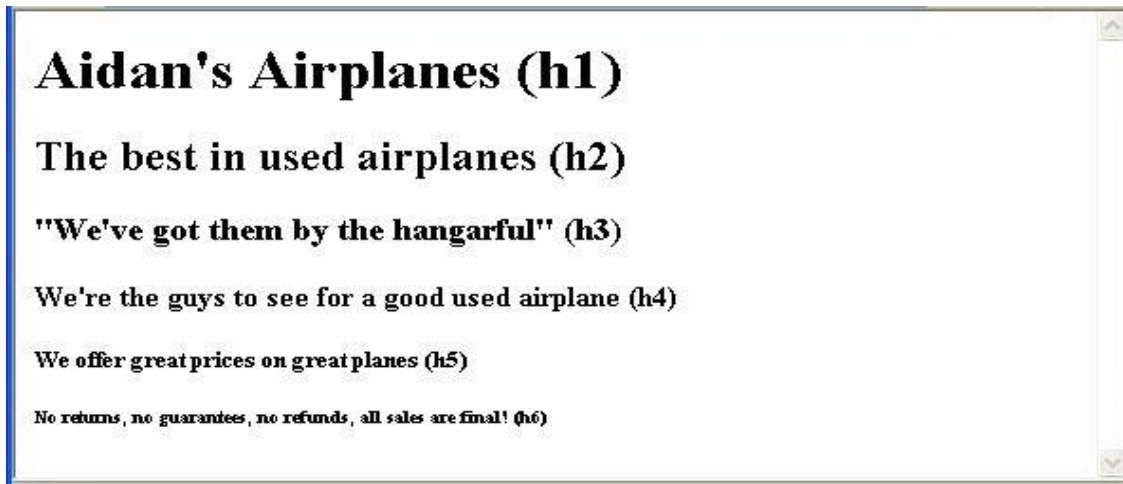 Aidan's Airplanes (h1)
The best in used airplanes (h2)
"We've got them by the hangarful" (h3)
We're the guys to see for a good used airplane (h4)
We offer great prices on great planes (h5)
No returns, no guarantees, no refunds, all sales are final! (h6)